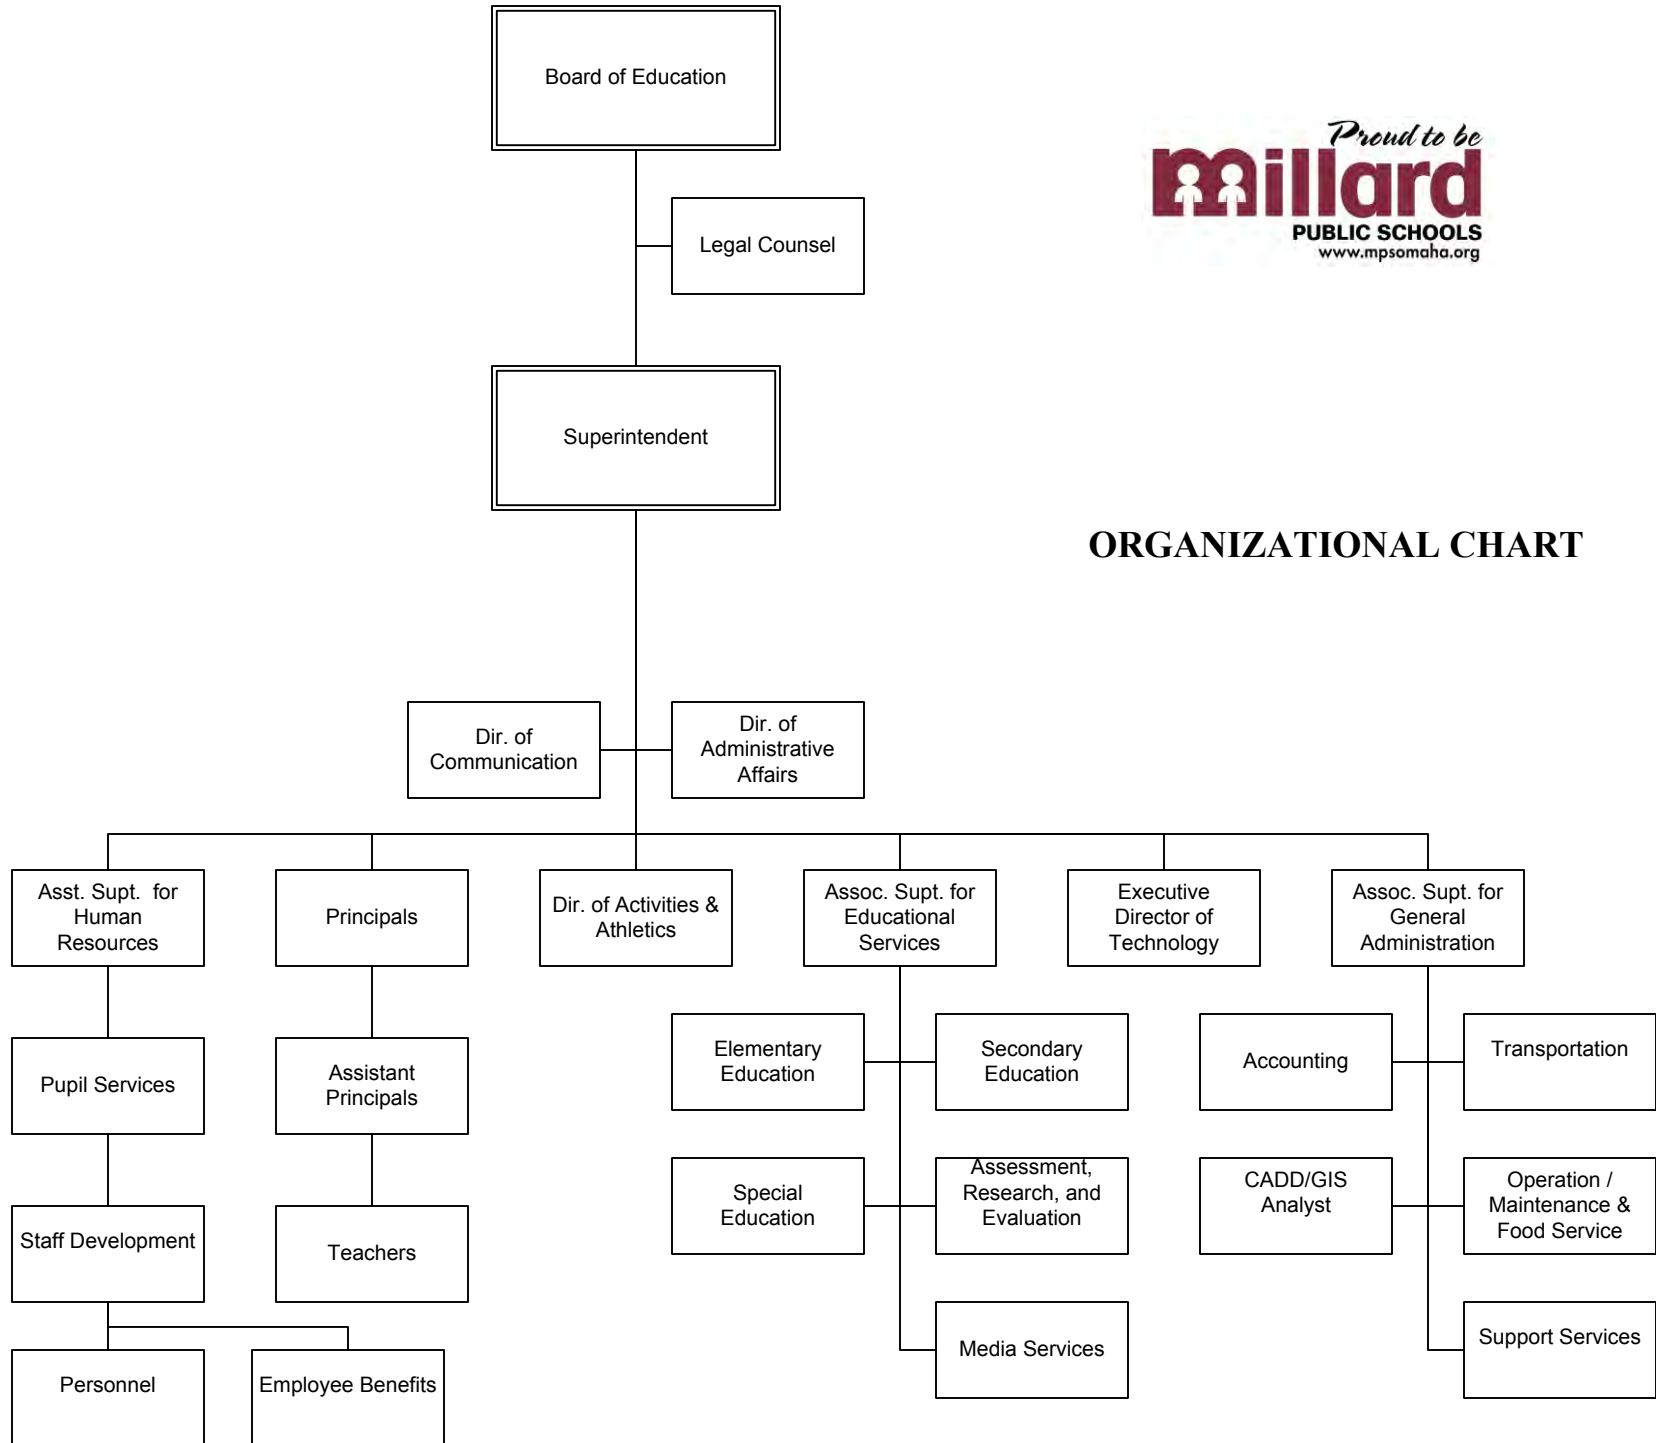 Board of Education
Proud to be
millard
PUBLIC SCHOOLS
www.mpsomaha.org
Legal Counsel
Superintendent
ORGANIZATIONAL CHART
Dir. of
Communication
Dir. of
Administrative
Affairs
Asst. Supt. for
Human
Resources
Principals
Dir. of Activities &
Athletics
Assoc. Supt. for
Educational
Services
Executive
Director of
Technology
Assoc. Supt. for
General
Administration
Pupil Services
Assistant
Principals
Elementary
Education
Secondary
Education
Accounting
Transportation
Staff Development
Teachers
Special
Education
Assessment,
Research, and
Evaluation
CADD/GIS
Analyst
Operation /
Maintenance &
Food Service
Personnel
Employee Benefits
Media Services
Support Services